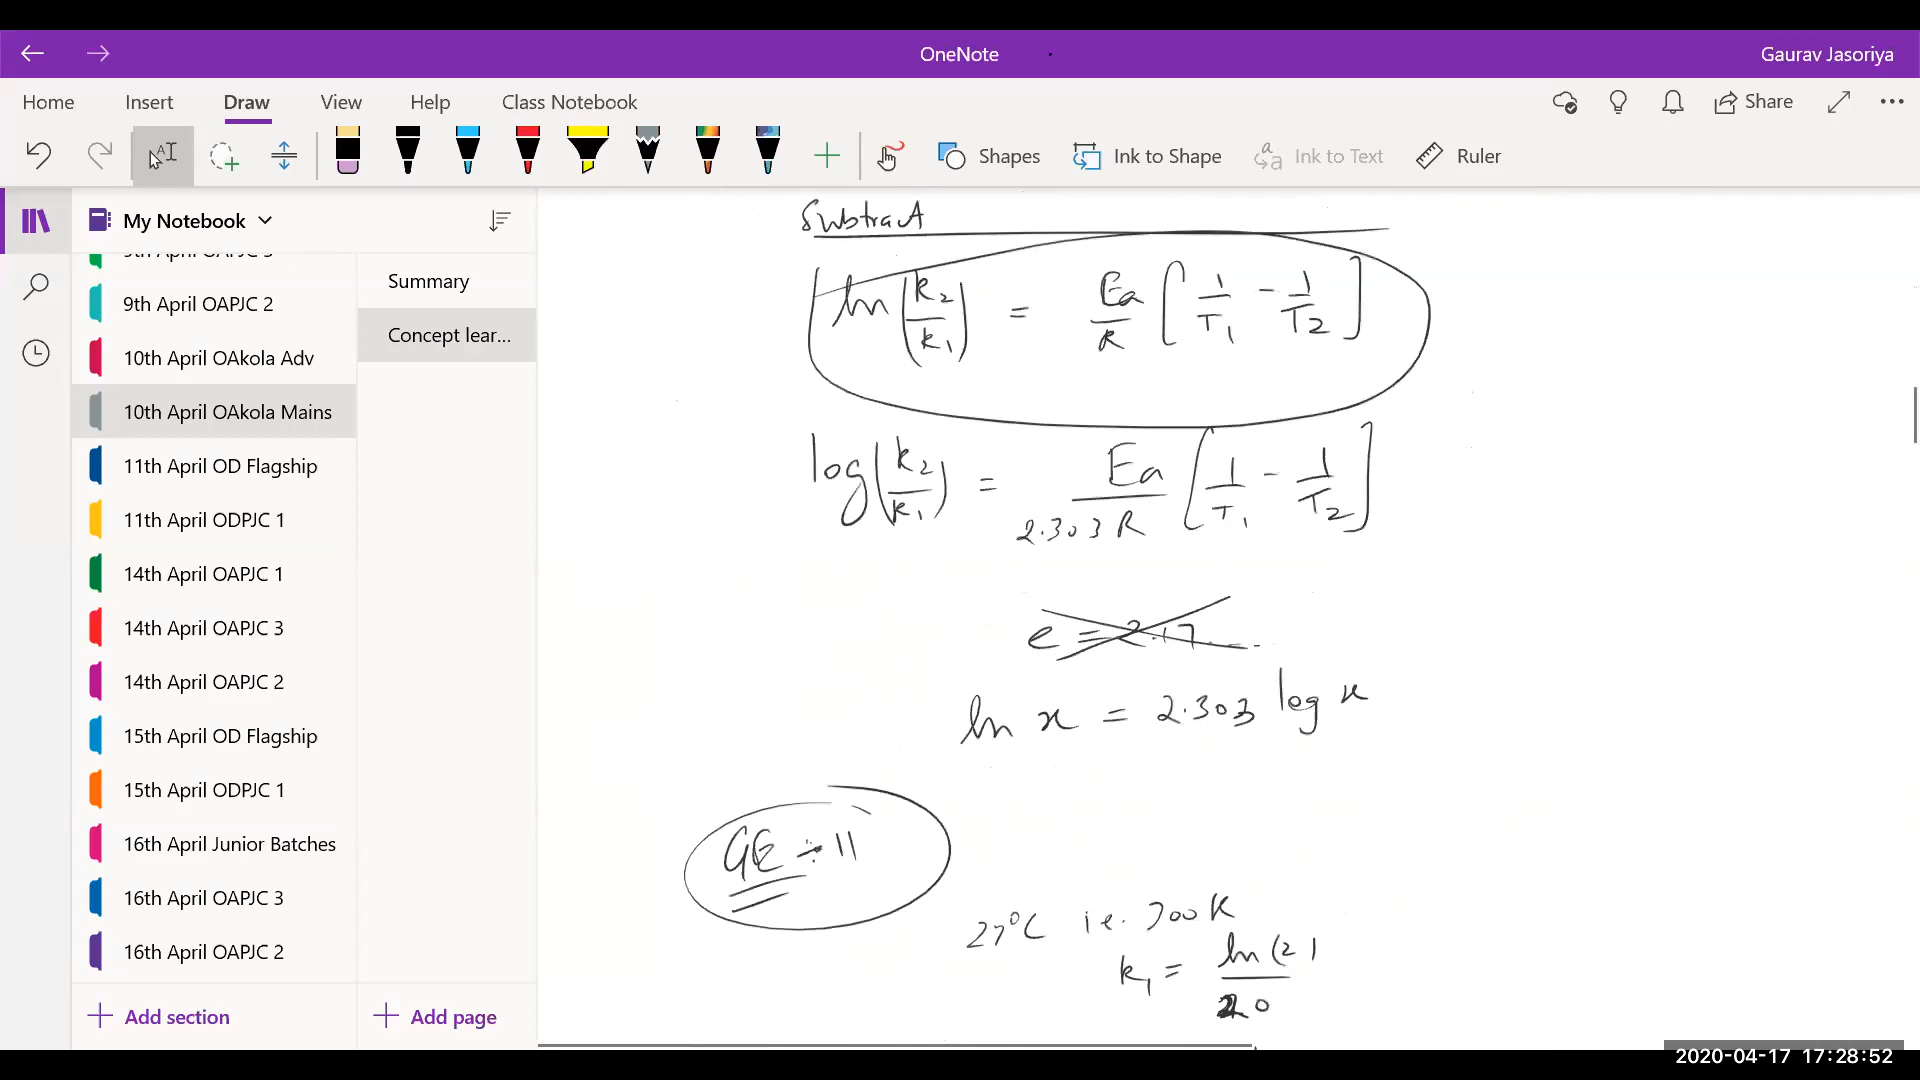 OneNote
Gaurav Jasoriya
Home Insert Draw View Help Class Notebook Share
Shapes Ink to Shape Ink to Text Ruler
My Notebook
9th April OAPJC 2
10th April OAkola Adv
10th April OAkola Mains
11th April OD Flagship
11th April ODPJC 1
14th April OAPJC 1
14th April OAPJC 3
14th April OAPJC 2
15th April OD Flagship
15th April ODPJC 1
16th April Junior Batches
16th April OAPJC 3
16th April OAPJC 2
Add section
Summary
Concept lear...
Add page
Subtract
ln (k2/k1) = Ea/R [1/T1 - 1/T2]
log (k2/k1) = Ea/2.303 R [1/T1 - 1/T2]
e = 2.17...
ln x = 2.303 log x
GE ÷ 11
27°C i.e. 300 K
k1 = ln(2)/20
2020-04-17 17:28:52